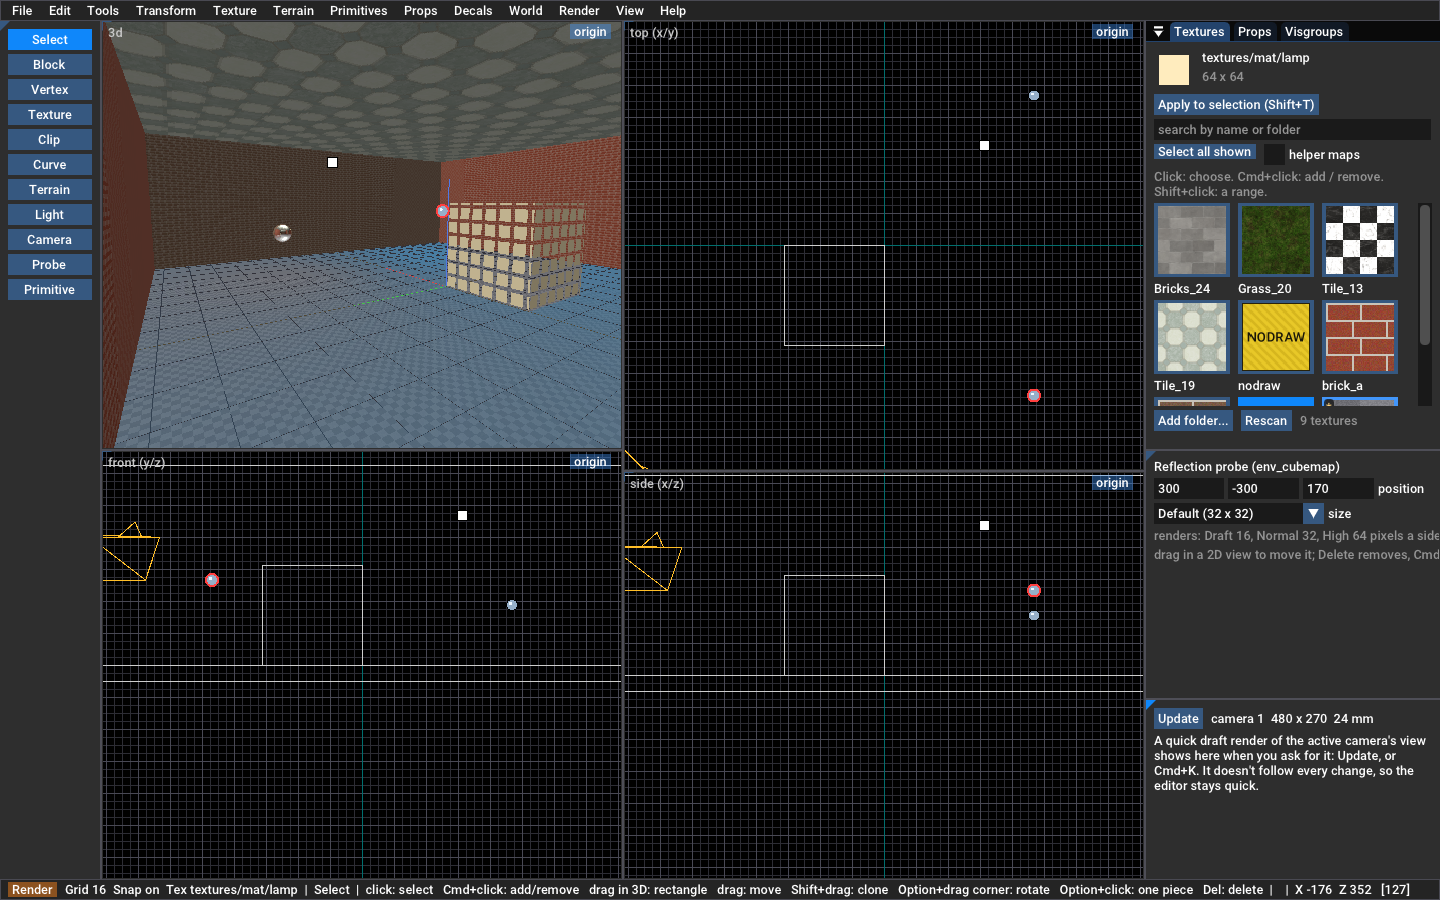 File Edit Tools Transform Texture Terrain Primitives Props Decals World Render View Help
Select
Block
Vertex
Texture
Clip
Curve
Terrain
Light
Camera
Probe
Primitive
3d
origin
top (x/y)
origin
front (y/z)
origin
side (x/z)
origin
Textures Props Visgroups
textures/mat/lamp
64 x 64
Apply to selection (Shift+T)
search by name or folder
Select all shown
helper maps
Click: choose. Cmd+click: add / remove.
Shift+click: a range.
Bricks_24 Grass_20 Tile_13
NODRAW
Tile_19 nodraw brick_a
Add folder... Rescan 9 textures
Reflection probe (env_cubemap)
300 -300 170 position
Default (32 x 32) size
renders: Draft 16, Normal 32, High 64 pixels a side
drag in a 2D view to move it; Delete removes, Cmd
Update camera 1 480 x 270 24 mm
A quick draft render of the active camera's view
shows here when you ask for it: Update, or
Cmd+K. It doesn't follow every change, so the
editor stays quick.
Render Grid 16 Snap on Tex textures/mat/lamp | Select | click: select Cmd+click: add/remove drag in 3D: rectangle drag: move Shift+drag: clone Option+drag corner: rotate Option+click: one piece Del: delete | | X -176 Z 352 [127]